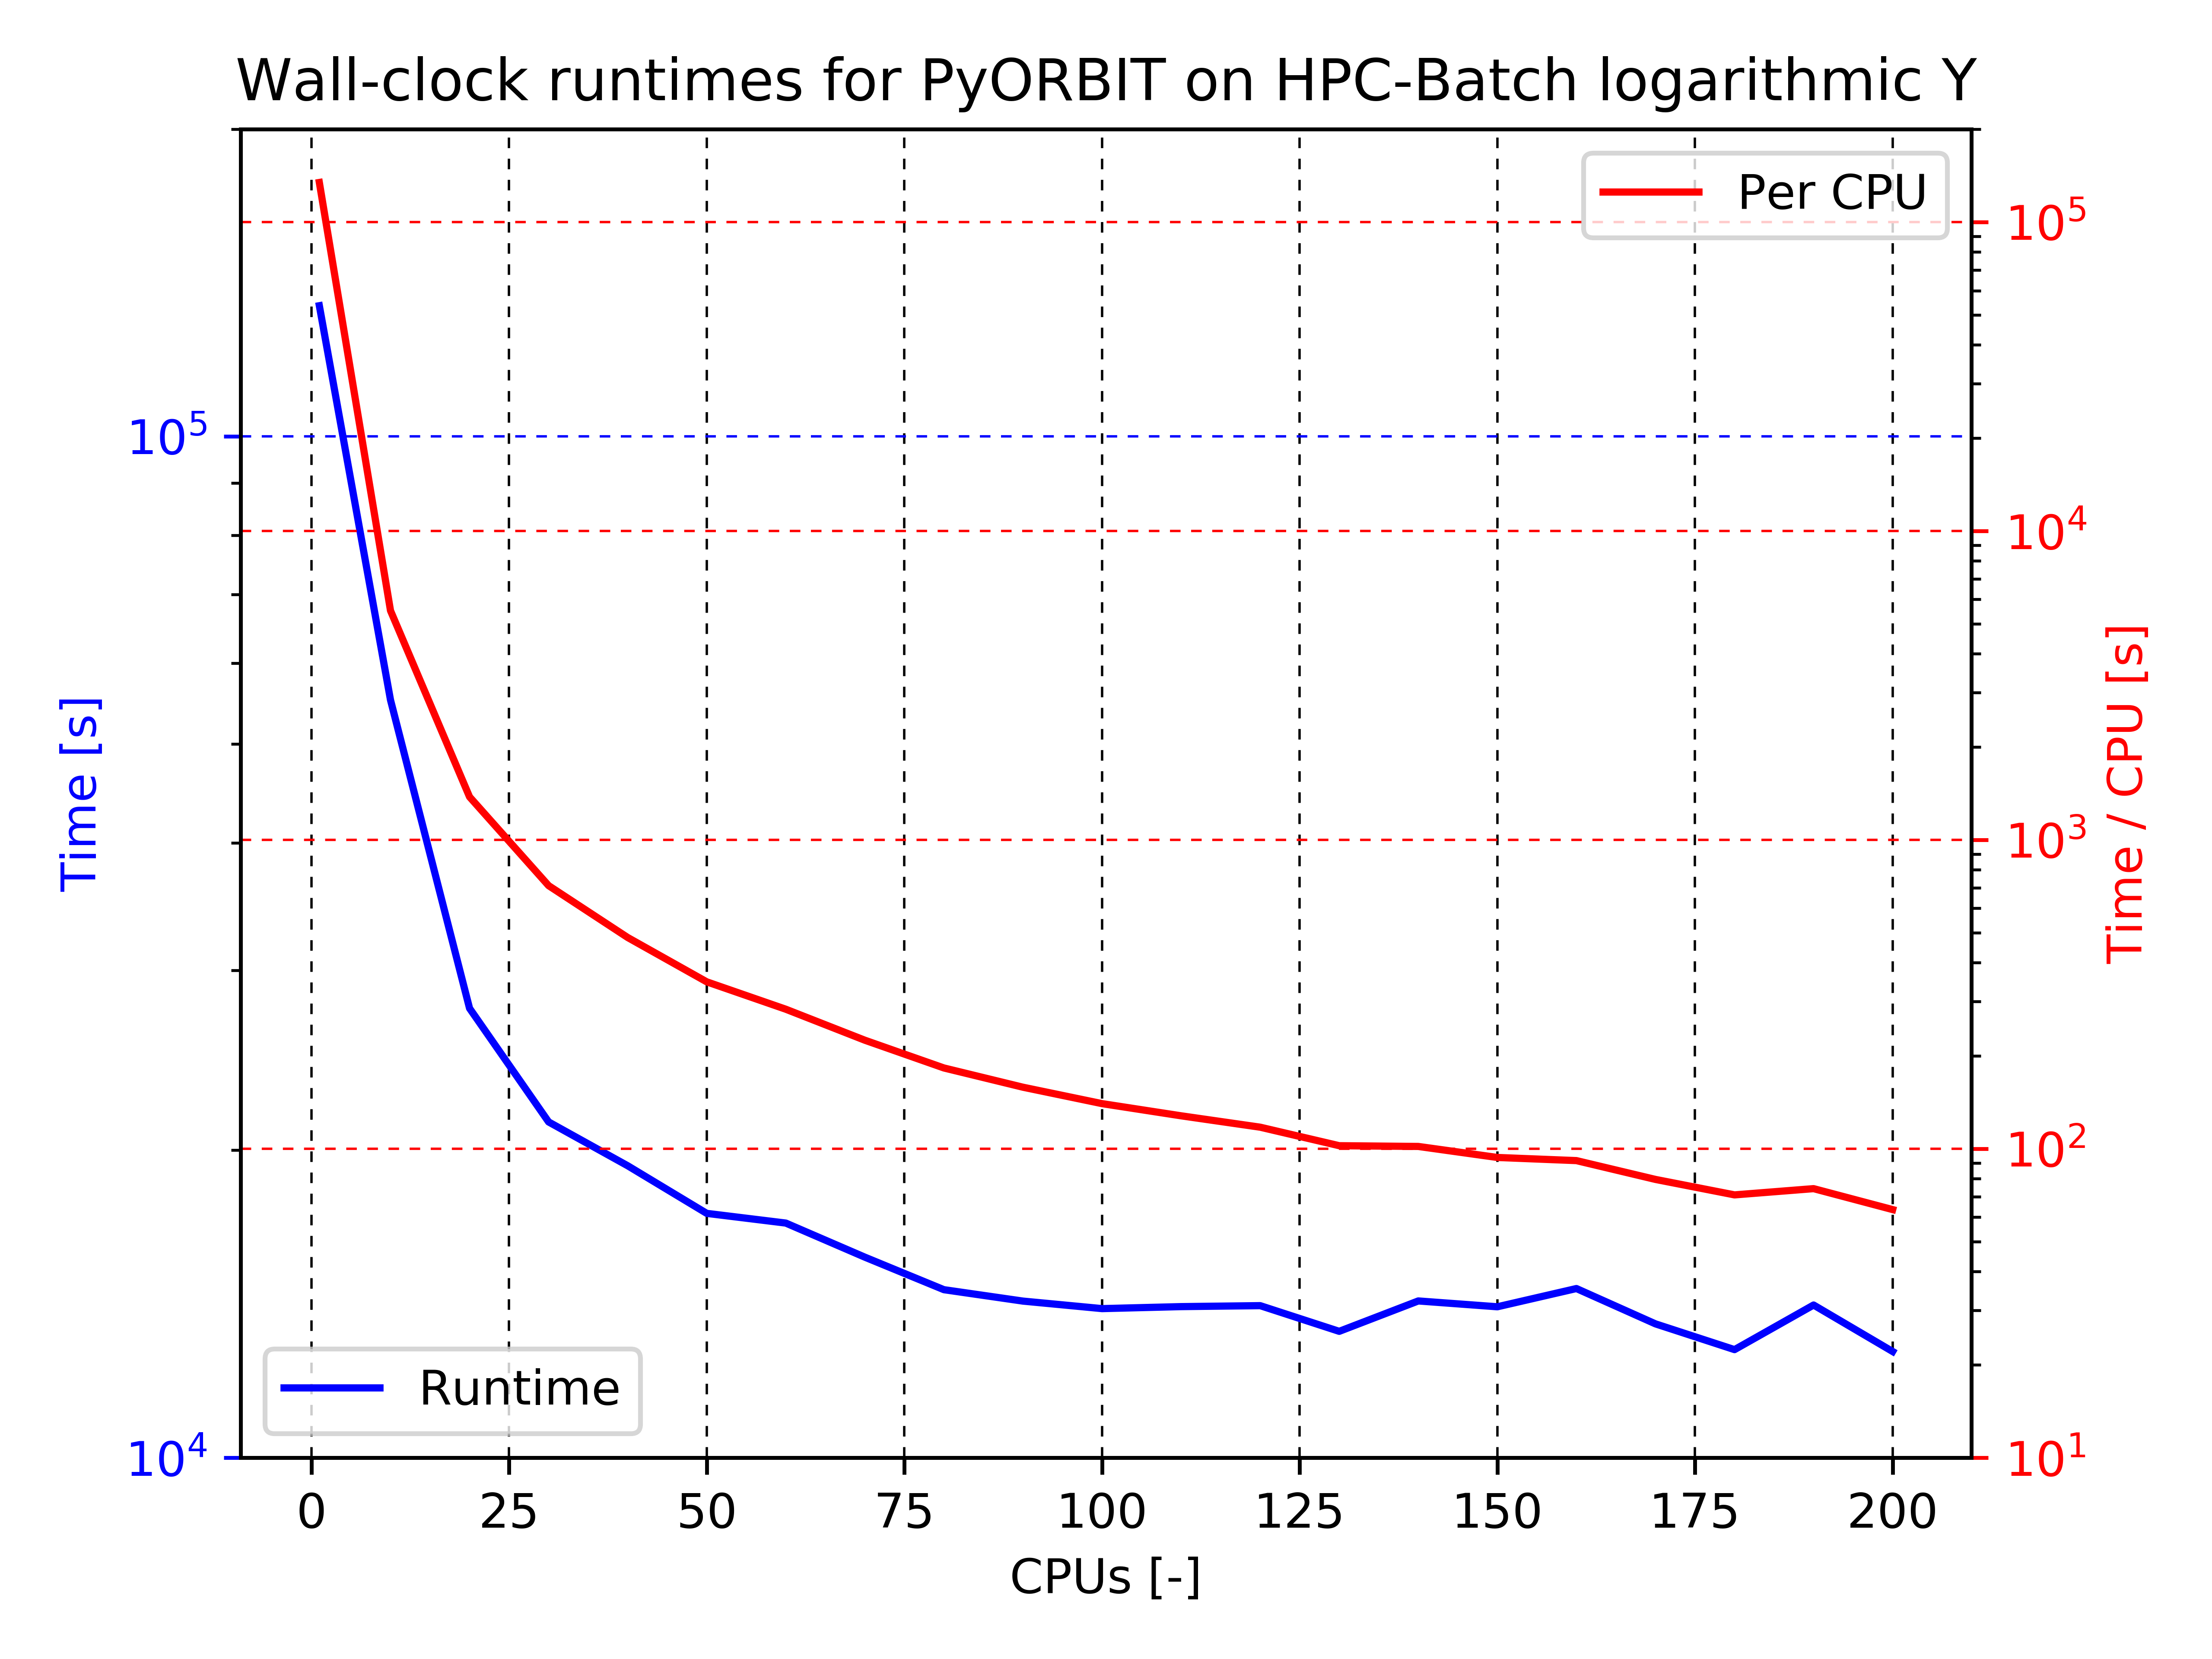 Wall-clock runtimes for PyORBIT on HPC-Batch logarithmic Y
Per CPU
10⁵
10⁴
Time [s]
10⁵
10⁴
10³
10²
10¹
Time / CPU [s]
Runtime
0 25 50 75 100 125 150 175 200
CPUs [-]